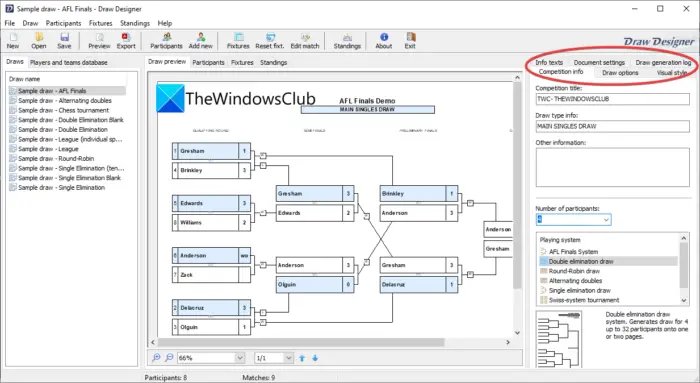 Sample draw - AFL Finals - Draw Designer
File Draw Participants Fixtures Standings Help
New Open Save Preview Export Participants Add new Fixtures Reset fixt. Edit match Standings About Exit
Draw Designer
Draws Players and teams database
Draw name
Sample draw - AFL Finals
Sample draw - Alternating doubles
Sample draw - Chess tournament
Sample draw - Double Elimination Blank
Sample draw - Double Elimination
Sample draw - League (individual sp...
Sample draw - League
Sample draw - Round-Robin
Sample draw - Single Elimination (ten...
Sample draw - Single Elimination Blank
Sample draw - Single Elimination
Draw preview Participants Fixtures Standings
TheWindowsClub
AFL Finals Demo
MAIN SINGLES DRAW
PRELIMINARY FINALS
1 Gresham 1
4 Brinkley 3
5 Edwards 3
8 Williams 2
6 Anderson wo
7 Zack
2 Delacruz 3
3 Olguin 1
Gresham 3
Edwards 2
Anderson 3
Olguin 0
Brinkley 1
Anderson 3
Gresham 3
Delacruz 1
Anderson
Gresham
66% 1/1
Info texts Document settings Draw generation log
Competition info Draw options Visual style
Competition title:
TWC- THEWINDOWSCLUB
Draw type info:
MAIN SINGLES DRAW
Other information:
Number of participants:
4
Playing system
AFL Finals System
Double elimination draw
Round-Robin draw
Alternating doubles
Single elimination draw
Swiss-system tournament
Double elimination draw
system. Generates draw for 4
up to 32 participants onto one
or two pages.
Participants: 8 Matches: 9